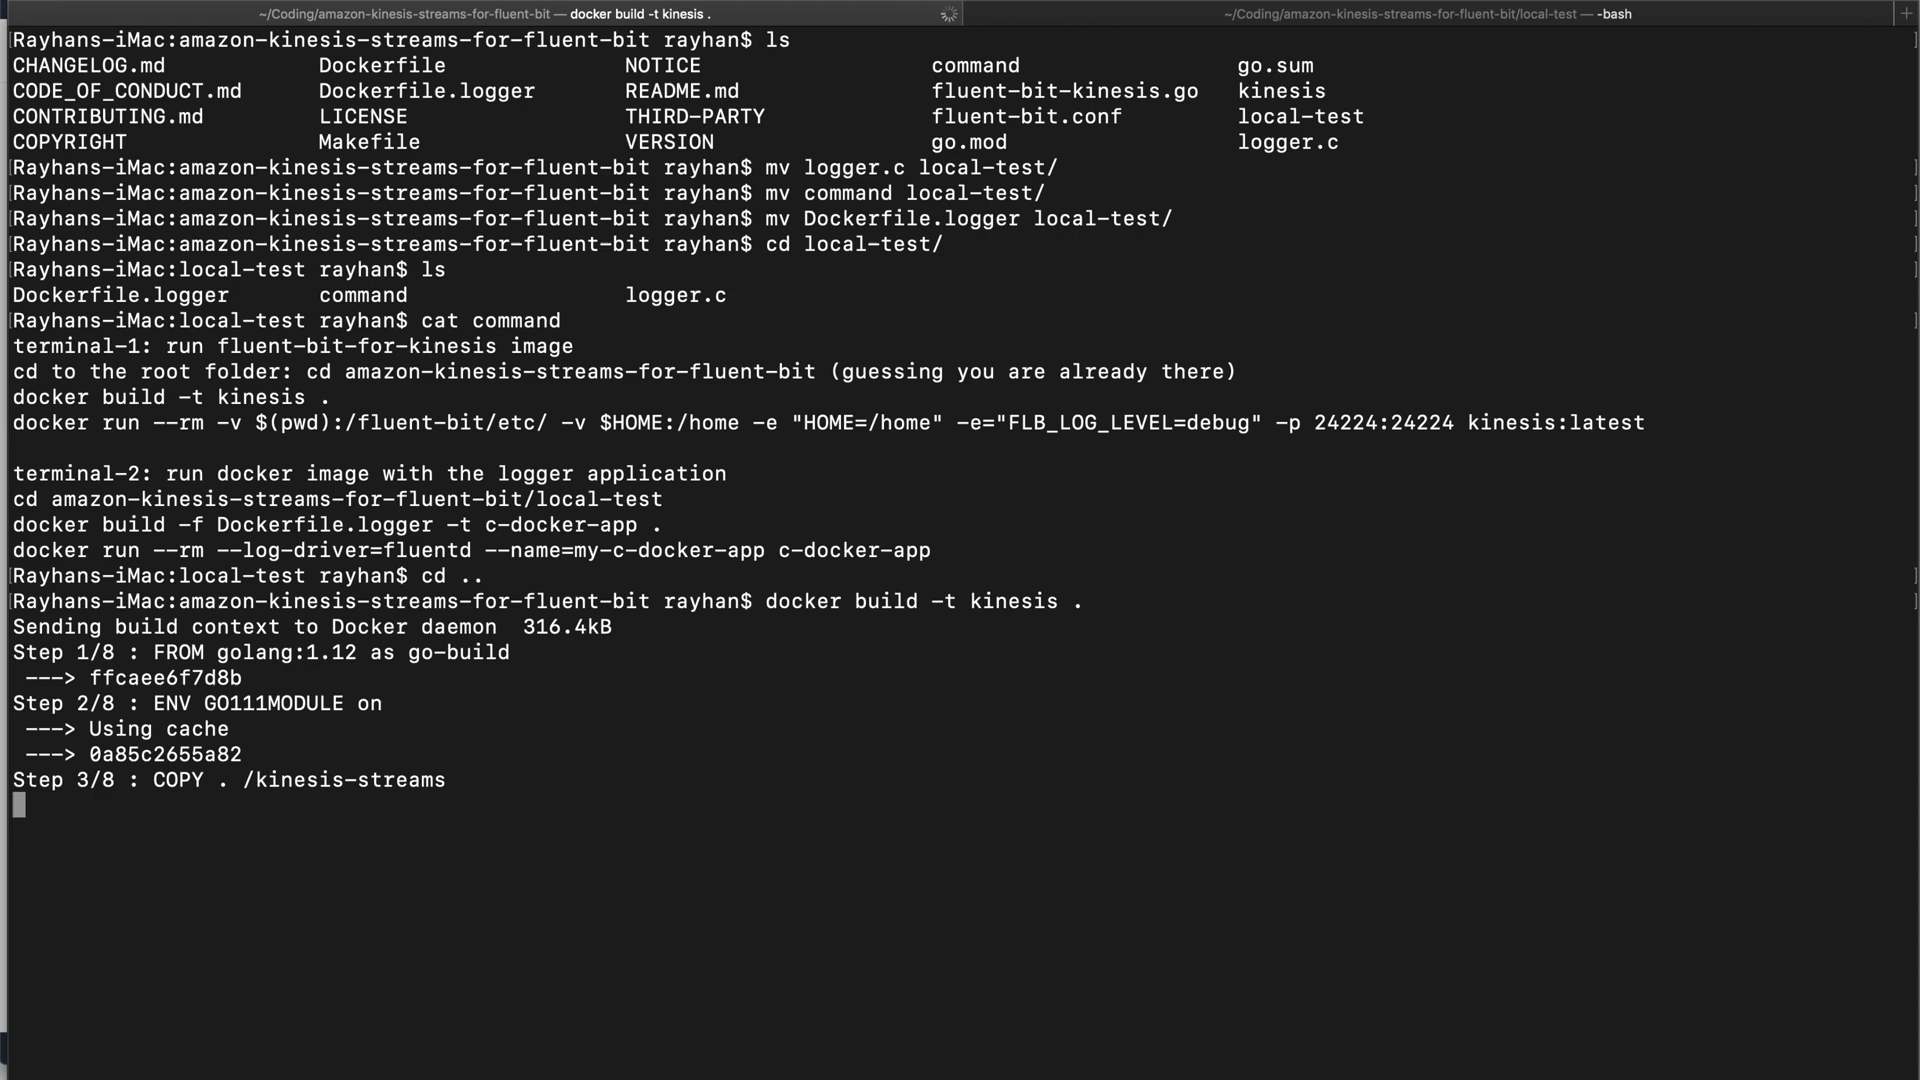 ~/Coding/amazon-kinesis-streams-for-fluent-bit — docker build -t kinesis .
~/Coding/amazon-kinesis-streams-for-fluent-bit/local-test — -bash
Rayhans-iMac:amazon-kinesis-streams-for-fluent-bit rayhan$ ls
CHANGELOG.md Dockerfile NOTICE command go.sum
CODE_OF_CONDUCT.md Dockerfile.logger README.md fluent-bit-kinesis.go kinesis
CONTRIBUTING.md LICENSE THIRD-PARTY fluent-bit.conf local-test
COPYRIGHT Makefile VERSION go.mod logger.c
Rayhans-iMac:amazon-kinesis-streams-for-fluent-bit rayhan$ mv logger.c local-test/
Rayhans-iMac:amazon-kinesis-streams-for-fluent-bit rayhan$ mv command local-test/
Rayhans-iMac:amazon-kinesis-streams-for-fluent-bit rayhan$ mv Dockerfile.logger local-test/
Rayhans-iMac:amazon-kinesis-streams-for-fluent-bit rayhan$ cd local-test/
Rayhans-iMac:local-test rayhan$ ls
Dockerfile.logger command logger.c
Rayhans-iMac:local-test rayhan$ cat command
terminal-1: run fluent-bit-for-kinesis image
cd to the root folder: cd amazon-kinesis-streams-for-fluent-bit (guessing you are already there)
docker build -t kinesis .
docker run --rm -v $(pwd):/fluent-bit/etc/ -v $HOME:/home -e "HOME=/home" -e="FLB_LOG_LEVEL=debug" -p 24224:24224 kinesis:latest
terminal-2: run docker image with the logger application
cd amazon-kinesis-streams-for-fluent-bit/local-test
docker build -f Dockerfile.logger -t c-docker-app .
docker run --rm --log-driver=fluentd --name=my-c-docker-app c-docker-app
Rayhans-iMac:local-test rayhan$ cd ..
Rayhans-iMac:amazon-kinesis-streams-for-fluent-bit rayhan$ docker build -t kinesis .
Sending build context to Docker daemon 316.4kB
Step 1/8 : FROM golang:1.12 as go-build
---> ffcaee6f7d8b
Step 2/8 : ENV GO111MODULE on
---> Using cache
---> 0a85c2655a82
Step 3/8 : COPY . /kinesis-streams